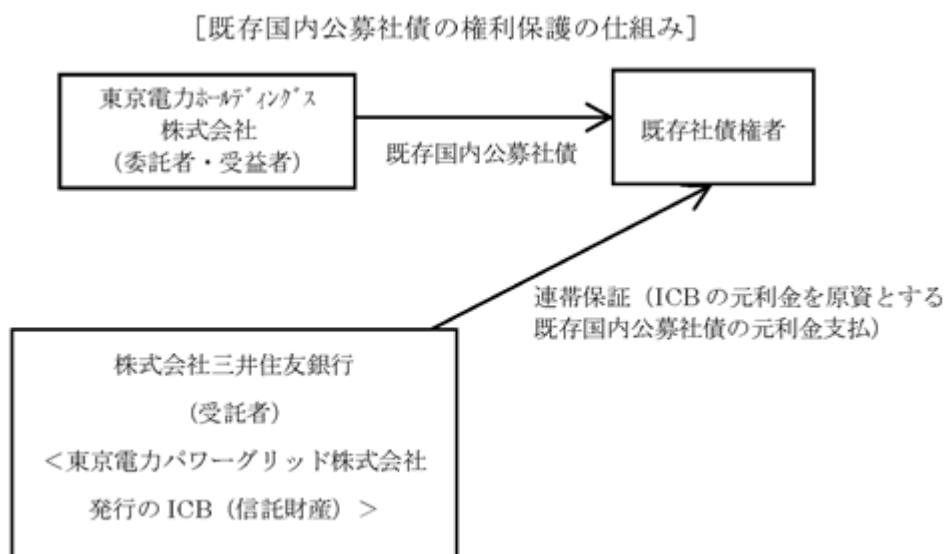 ［既存国内公募社債の権利保護の仕組み］
東京電力ﾎｰﾙﾃﾞｨﾝｸﾞｽ
株式会社
（委託者・受益者）
既存国内公募社債
既存社債権者
連帯保証（ICB の元利金を原資とする
既存国内公募社債の元利金支払）
株式会社三井住友銀行
（受託者）
＜東京電力パワーグリッド株式会社
発行の ICB（信託財産）＞